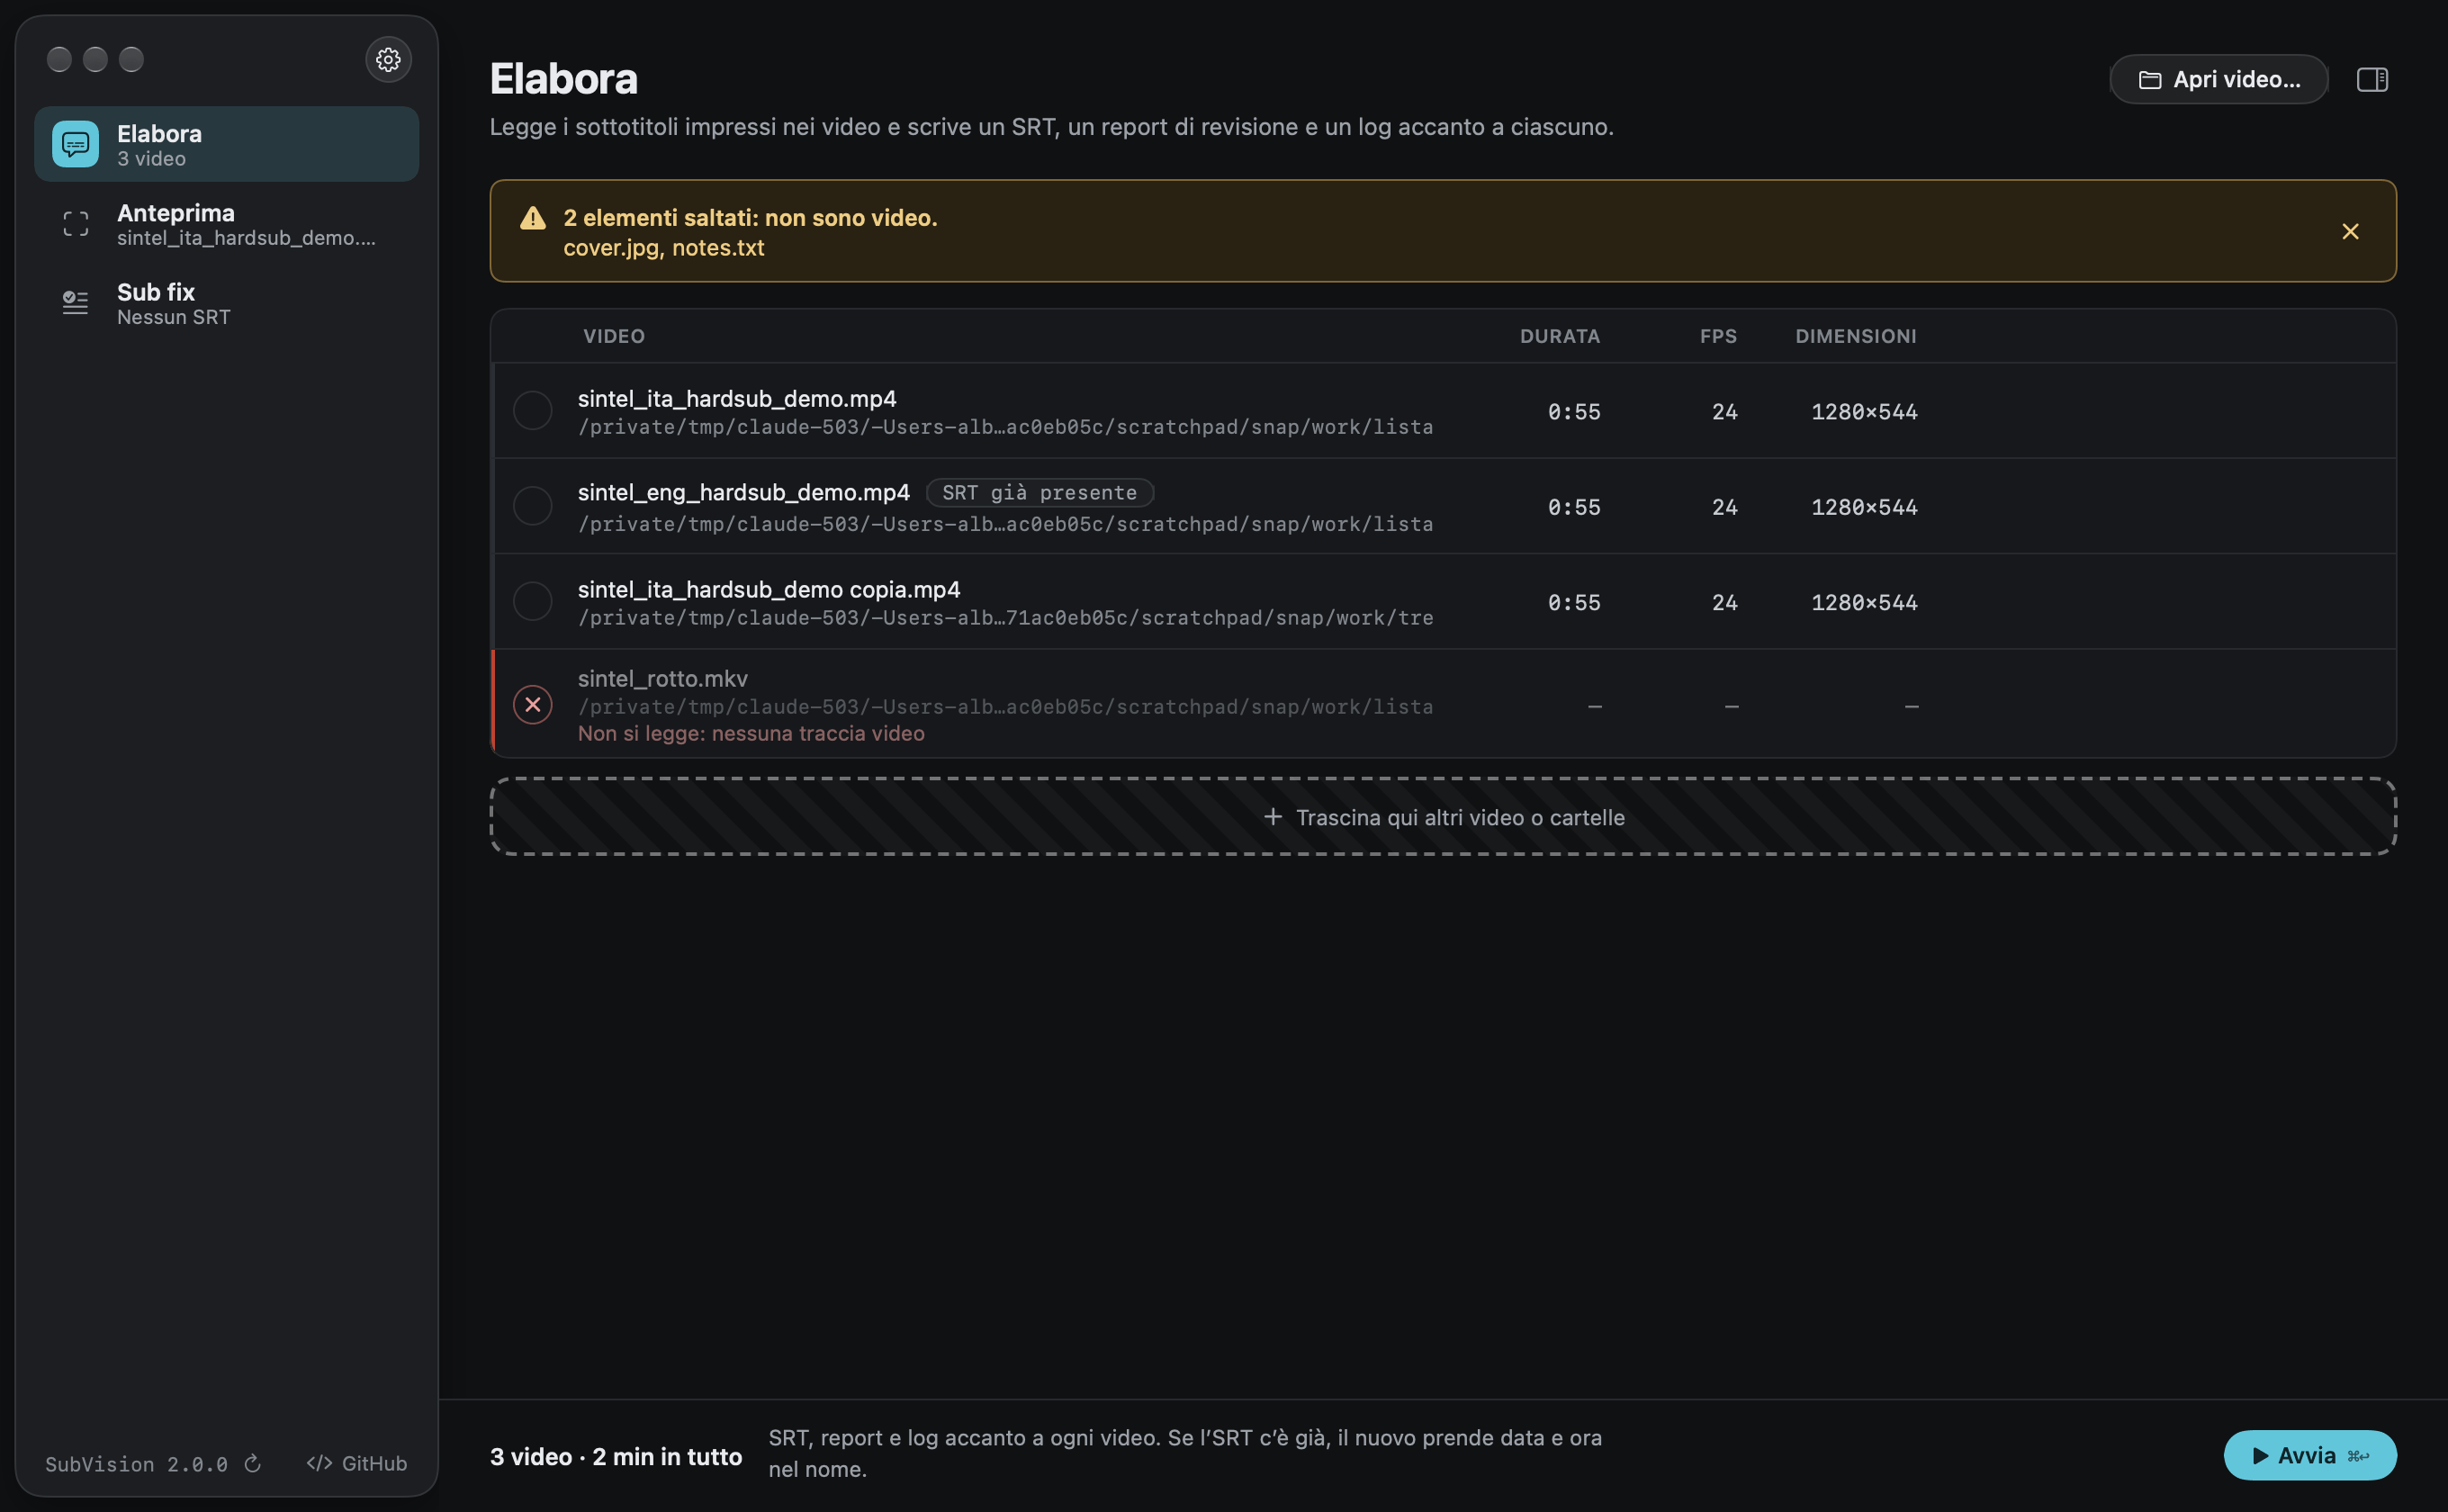 Elabora
3 video
Anteprima
sintel_ita_hardsub_demo....
Sub fix
Nessun SRT
SubVision 2.0.0
</> GitHub
Elabora
Legge i sottotitoli impressi nei video e scrive un SRT, un report di revisione e un log accanto a ciascuno.
Apri video...
2 elementi saltati: non sono video.
cover.jpg, notes.txt
VIDEO DURATA FPS DIMENSIONI
sintel_ita_hardsub_demo.mp4
/private/tmp/claude-503/-Users-alb…ac0eb05c/scratchpad/snap/work/lista
0:55 24 1280×544
sintel_eng_hardsub_demo.mp4 SRT già presente
/private/tmp/claude-503/-Users-alb…ac0eb05c/scratchpad/snap/work/lista
0:55 24 1280×544
sintel_ita_hardsub_demo copia.mp4
/private/tmp/claude-503/-Users-alb…71ac0eb05c/scratchpad/snap/work/tre
0:55 24 1280×544
sintel_rotto.mkv
/private/tmp/claude-503/-Users-alb…ac0eb05c/scratchpad/snap/work/lista
Non si legge: nessuna traccia video
– – –
+ Trascina qui altri video o cartelle
3 video · 2 min in tutto
SRT, report e log accanto a ogni video. Se l’SRT c’è già, il nuovo prende data e ora
nel nome.
Avvia ⌘↩